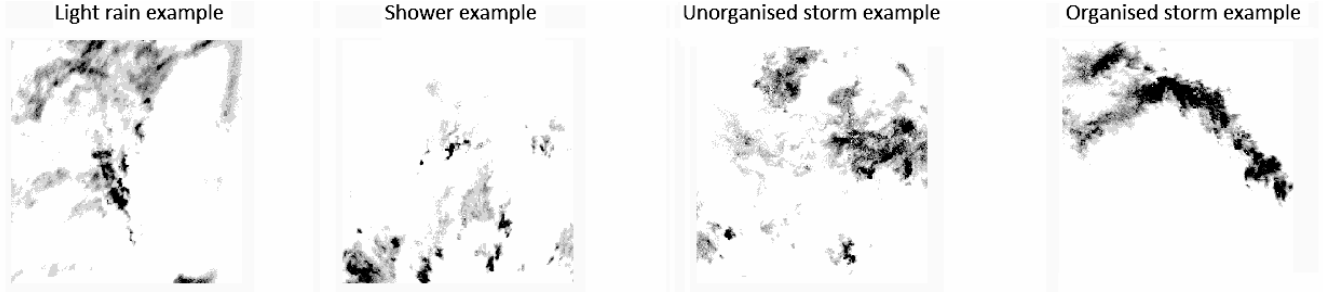 Light rain example
Shower example
Unorganised storm example
Organised storm example